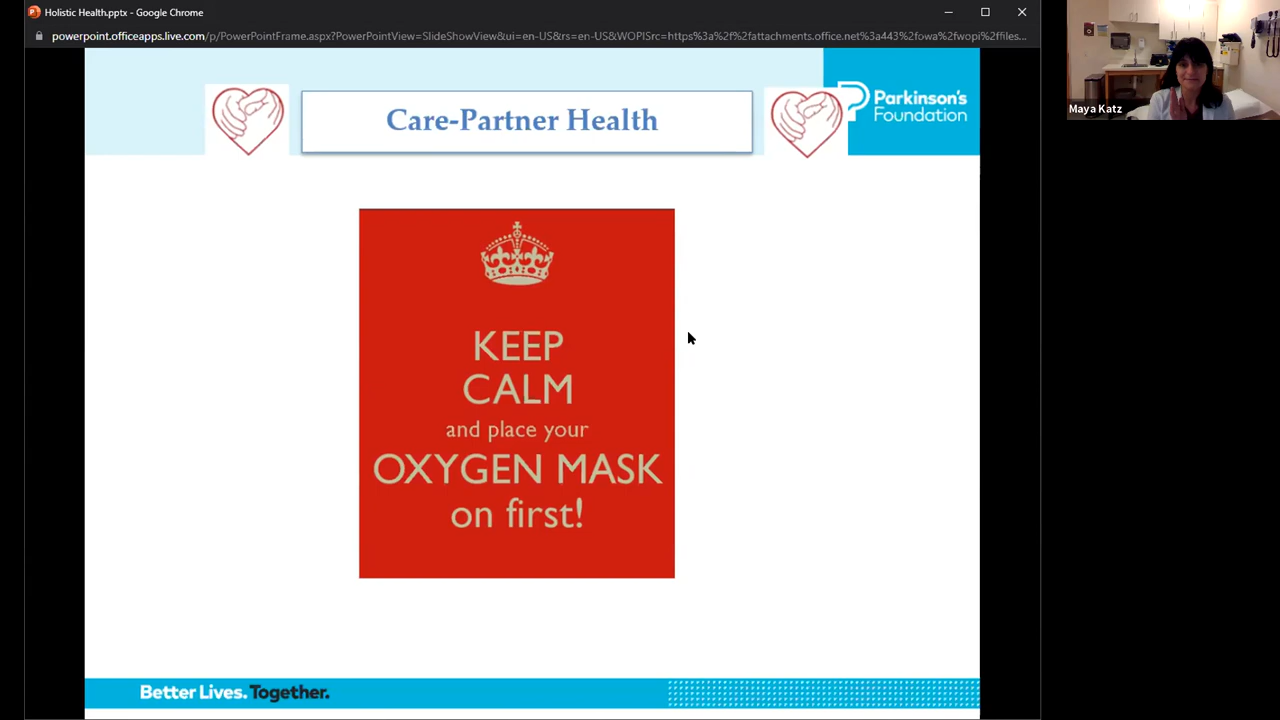 Holistic Health.pptx - Google Chrome
powerpoint.officeapps.live.com/p/PowerPointFrame.aspx?PowerPointView=SlideShowView&ui=en-US&rs=en-US&WOPISrc=https%3a%2f%2fattachments.office.net%3a443%2fowa%2fwopi%2ffiles...
Care-Partner Health
Parkinson's
Foundation
Maya Katz
KEEP
CALM
and place your
OXYGEN MASK
on first!
Better Lives. Together.